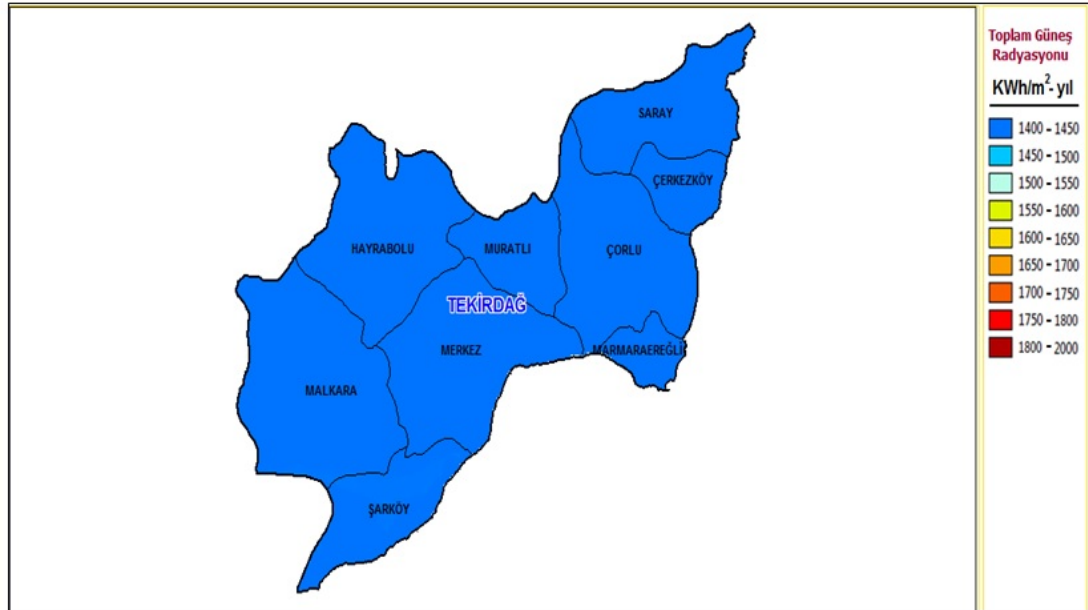 Toplam Güneş
Radyasyonu
KWh/m²- yıl
1400 - 1450
1450 - 1500
1500 - 1550
1550 - 1600
1600 - 1650
1650 - 1700
1700 - 1750
1750 - 1800
1800 - 2000
SARAY
ÇERKEZKÖY
HAYRABOLU
MURATLI
ÇORLU
TEKİRDAĞ
MERKEZ
MARMARAEREĞLİ
MALKARA
ŞARKÖY